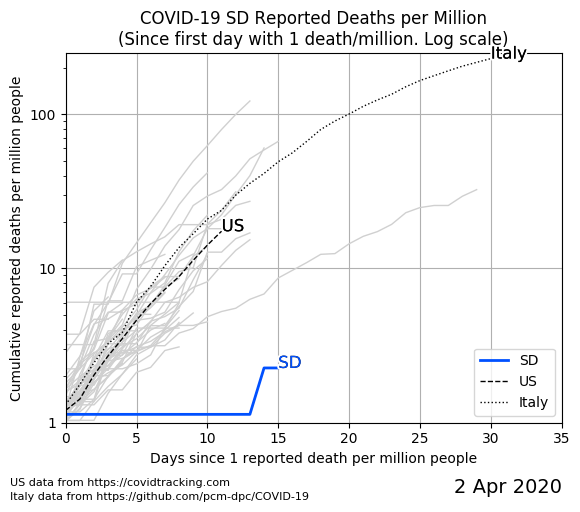 COVID-19 SD Reported Deaths per Million
(Since first day with 1 death/million. Log scale)
Cumulative reported deaths per million people
100
10
1
Italy
US
SD
SD
US
Italy
0 5 10 15 20 25 30 35
Days since 1 reported death per million people
US data from https://covidtracking.com
Italy data from https://github.com/pcm-dpc/COVID-19
2 Apr 2020